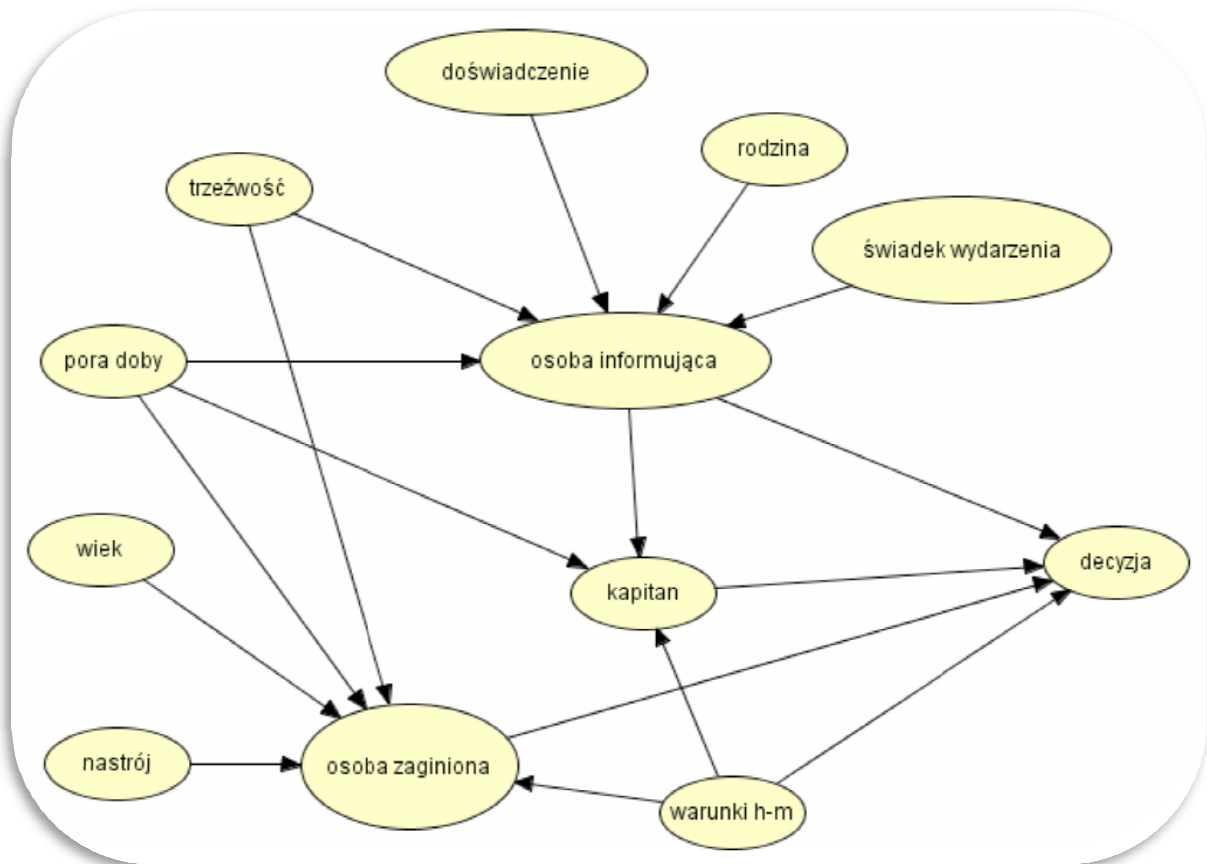 doświadczenie
rodzina
trzeźwość
świadek wydarzenia
pora doby
osoba informująca
wiek
kapitan
decyzja
nastrój
osoba zaginiona
warunki h-m